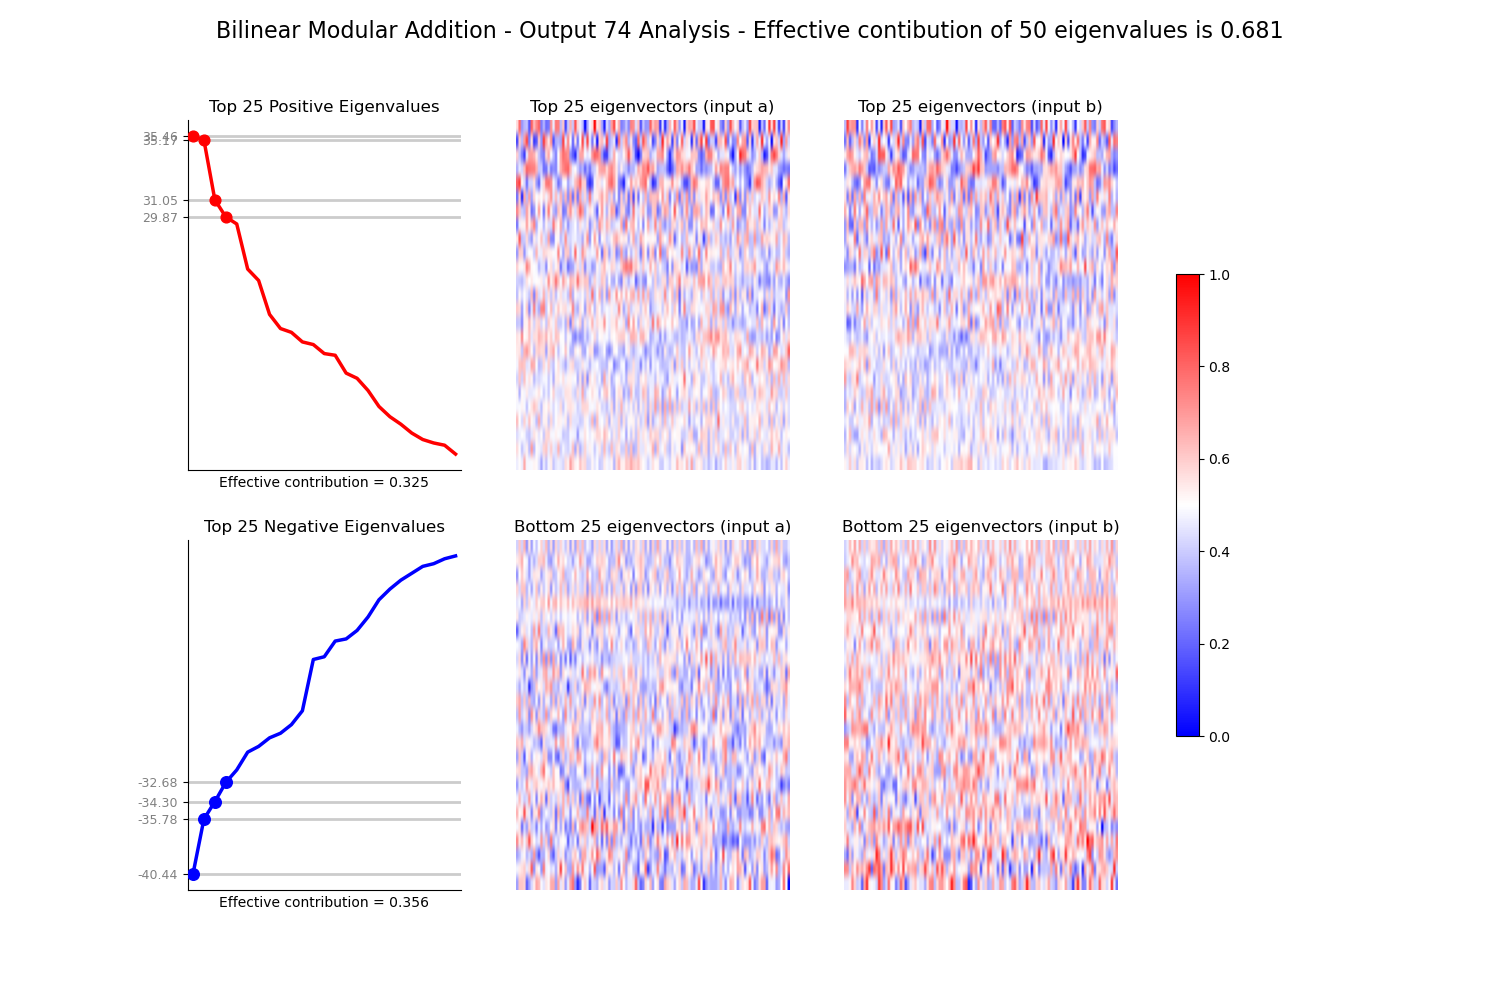 Bilinear Modular Addition - Output 74 Analysis - Effective contibution of 50 eigenvalues is 0.681
Top 25 Positive Eigenvalues
Top 25 eigenvectors (input a)
Top 25 eigenvectors (input b)
35.46
35.17
31.05
29.87
Effective contribution = 0.325
1.0
0.8
0.6
0.4
0.2
0.0
Top 25 Negative Eigenvalues
Bottom 25 eigenvectors (input a)
Bottom 25 eigenvectors (input b)
-32.68
-34.30
-35.78
-40.44
Effective contribution = 0.356